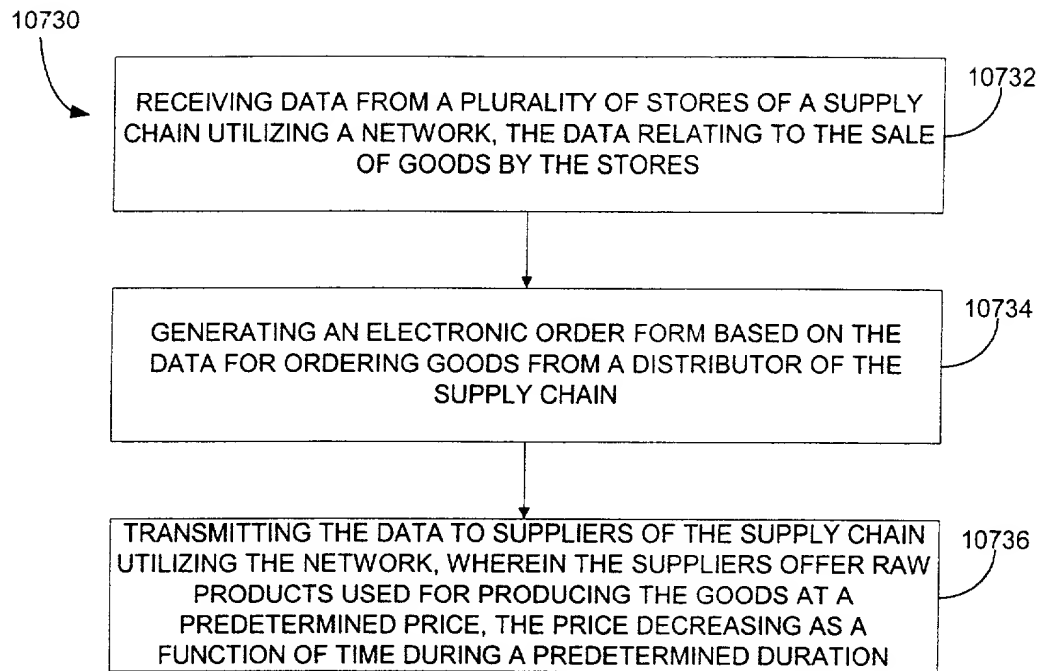 10730
RECEIVING DATA FROM A PLURALITY OF STORES OF A SUPPLY
CHAIN UTILIZING A NETWORK, THE DATA RELATING TO THE SALE
OF GOODS BY THE STORES
10732
GENERATING AN ELECTRONIC ORDER FORM BASED ON THE
DATA FOR ORDERING GOODS FROM A DISTRIBUTOR OF THE
SUPPLY CHAIN
10734
TRANSMITTING THE DATA TO SUPPLIERS OF THE SUPPLY CHAIN
UTILIZING THE NETWORK, WHEREIN THE SUPPLIERS OFFER RAW
PRODUCTS USED FOR PRODUCING THE GOODS AT A
PREDETERMINED PRICE, THE PRICE DECREASING AS A
FUNCTION OF TIME DURING A PREDETERMINED DURATION
10736